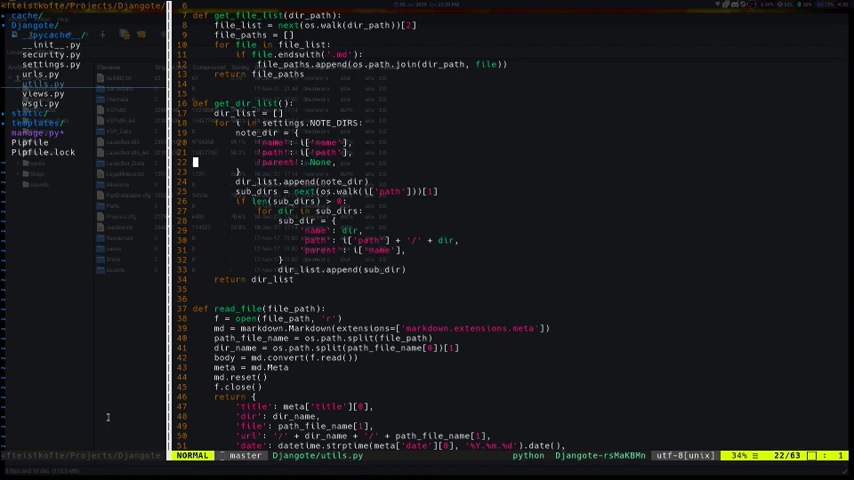 <fteistkofte/Projects/Djangote/
cache/
Djangote/
__pycache__/
__init__.py
security.py
settings.py
urls.py
utils.py
views.py
wsgi.py
static/
templates/
manage.py*
Pipfile
Pipfile.lock
<fteistkofte/Projects/Djangote/
6
7 def get_file_list(dir_path):
8 file_list = next(os.walk(dir_path))[2]
9 file_paths = []
10 for file in file_list:
11 if file.endswith('.md'):
12 file_paths.append(os.path.join(dir_path, file))
13 return file_paths
14
15
16 def get_dir_list():
17 dir_list = []
18 for i in settings.NOTE_DIRS:
19 note_dir = {
20 'name': i['name'],
21 'path': i['path'],
22 'parent': None,
23 }
24 dir_list.append(note_dir)
25 sub_dirs = next(os.walk(i['path']))[1]
26 if len(sub_dirs) > 0:
27 for dir in sub_dirs:
28 sub_dir = {
29 'name': dir,
30 'path': i['path'] + '/' + dir,
31 'parent': i['name'],
32 }
33 dir_list.append(sub_dir)
34 return dir_list
35
36
37 def read_file(file_path):
38 f = open(file_path, 'r')
39 md = markdown.Markdown(extensions=['markdown.extensions.meta'])
40 path_file_name = os.path.split(file_path)
41 dir_name = os.path.split(path_file_name[0])[1]
42 body = md.convert(f.read())
43 meta = md.Meta
44 md.reset()
45 f.close()
46 return {
47 'title': meta['title'][0],
48 'dir': dir_name,
49 'file': path_file_name[1],
50 'url': '/' + dir_name + '/' + path_file_name[1],
51 'date': datetime.strptime(meta['date'][0], '%Y.%m.%d').date(),
NORMAL master Djangote/utils.py python Djangote-rsMaKBMn utf-8[unix] 34% 22/63 : 1